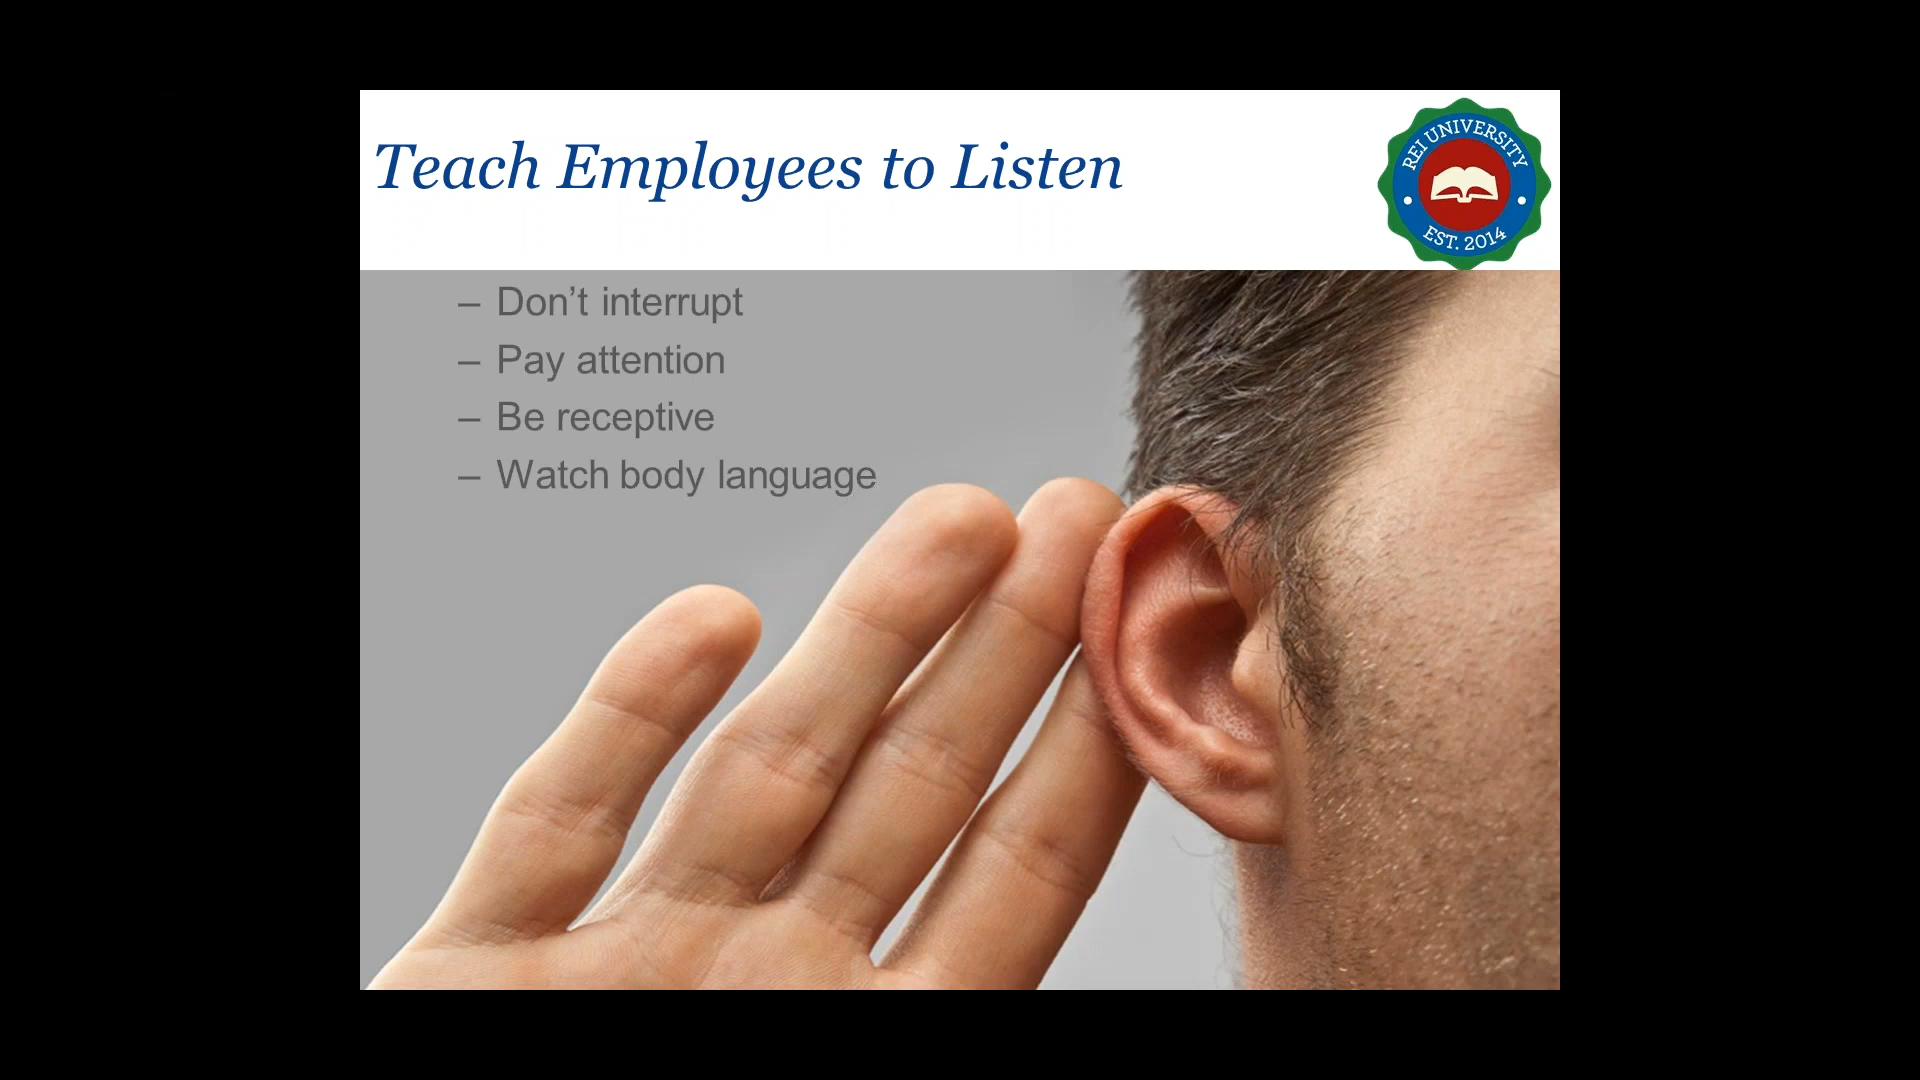 Teach Employees to Listen
REI UNIVERSITY
EST. 2014
– Don’t interrupt
– Pay attention
– Be receptive
– Watch body language